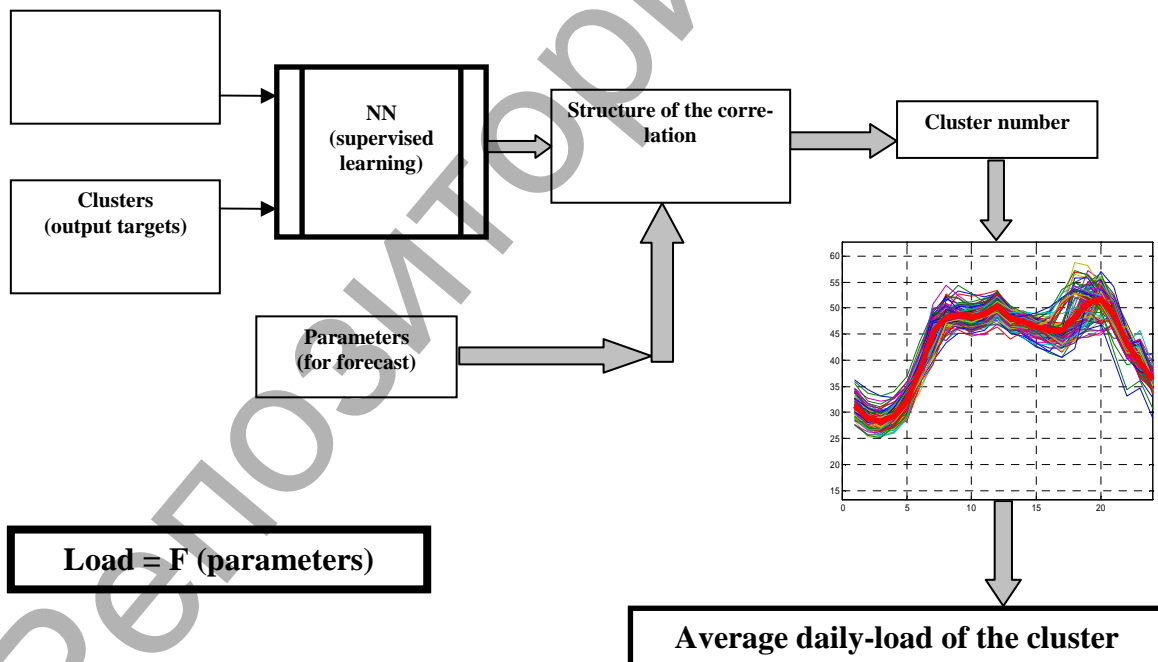 NN
(supervised
learning)
Structure of the corre-
lation
Cluster number
Clusters
(output targets)
Parameters
(for forecast)
60
55
50
45
40
35
30
25
20
15
0 5 10 15 20
Load = F (parameters)
Average daily-load of the cluster
Репозитори